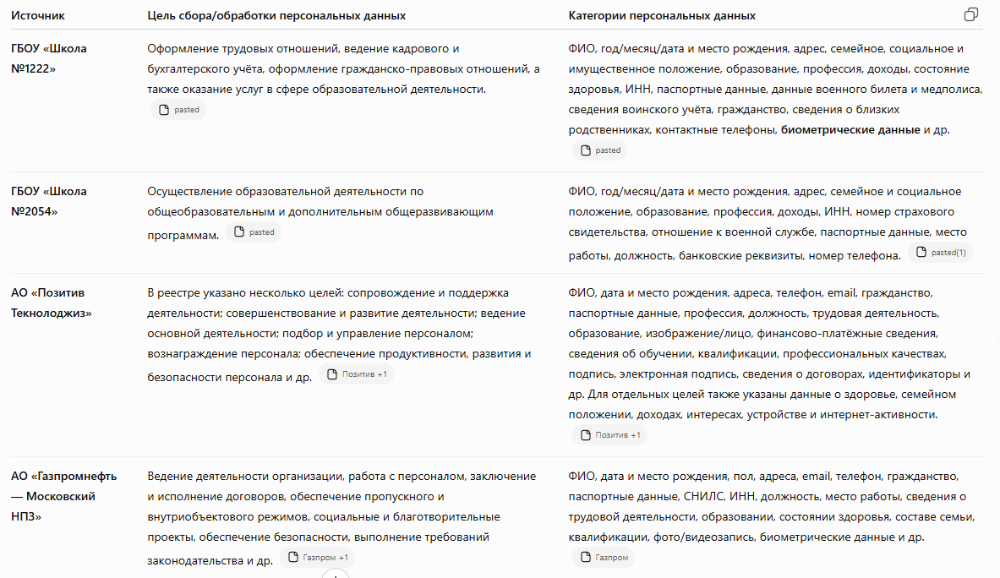 Источник
Цель сбора/обработки персональных данных
Категории персональных данных
ГБОУ «Школа
№1222»
Оформление трудовых отношений, ведение кадрового и
бухгалтерского учёта, оформление гражданско-правовых отношений, а
также оказание услуг в сфере образовательной деятельности.
pasted
ФИО, год/месяц/дата и место рождения, адрес, семейное, социальное и
имущественное положение, образование, профессия, доходы, состояние
здоровья, ИНН, паспортные данные, данные военного билета и медполиса,
сведения воинского учёта, гражданство, сведения о близких
родственниках, контактные телефоны, биометрические данные и др.
pasted
ГБОУ «Школа
№2054»
Осуществление образовательной деятельности по
общеобразовательным и дополнительным общеразвивающим
программам. pasted
ФИО, год/месяц/дата и место рождения, адрес, семейное и социальное
положение, образование, профессия, доходы, ИНН, номер страхового
свидетельства, отношение к военной службе, паспортные данные, место
работы, должность, банковские реквизиты, номер телефона. pasted(1)
АО «Позитив
Текнолоджиз»
В реестре указано несколько целей: сопровождение и поддержка
деятельности; совершенствование и развитие деятельности; ведение
основной деятельности; подбор и управление персоналом;
вознаграждение персонала; обеспечение продуктивности, развития и
безопасности персонала и др. Позитив +1
ФИО, дата и место рождения, адреса, телефон, email, гражданство,
паспортные данные, профессия, должность, трудовая деятельность,
образование, изображение/лицо, финансово-платёжные сведения,
сведения об обучении, квалификации, профессиональных качествах,
подпись, электронная подпись, сведения о договорах, идентификаторы и
др. Для отдельных целей также указаны данные о здоровье, семейном
положении, доходах, интересах, устройстве и интернет-активности.
Позитив +1
АО «Газпромнефть
— Московский
НПЗ»
Ведение деятельности организации, работа с персоналом, заключение
и исполнение договоров, обеспечение пропускного и
внутриобъектового режимов, социальные и благотворительные
проекты, обеспечение безопасности, выполнение требований
законодательства и др. Газпром +1
ФИО, дата и место рождения, пол, адреса, email, телефон, гражданство,
паспортные данные, СНИЛС, ИНН, должность, место работы, сведения о
трудовой деятельности, образовании, состоянии здоровья, составе семьи,
квалификации, фото/видеозапись, биометрические данные и др.
Газпром